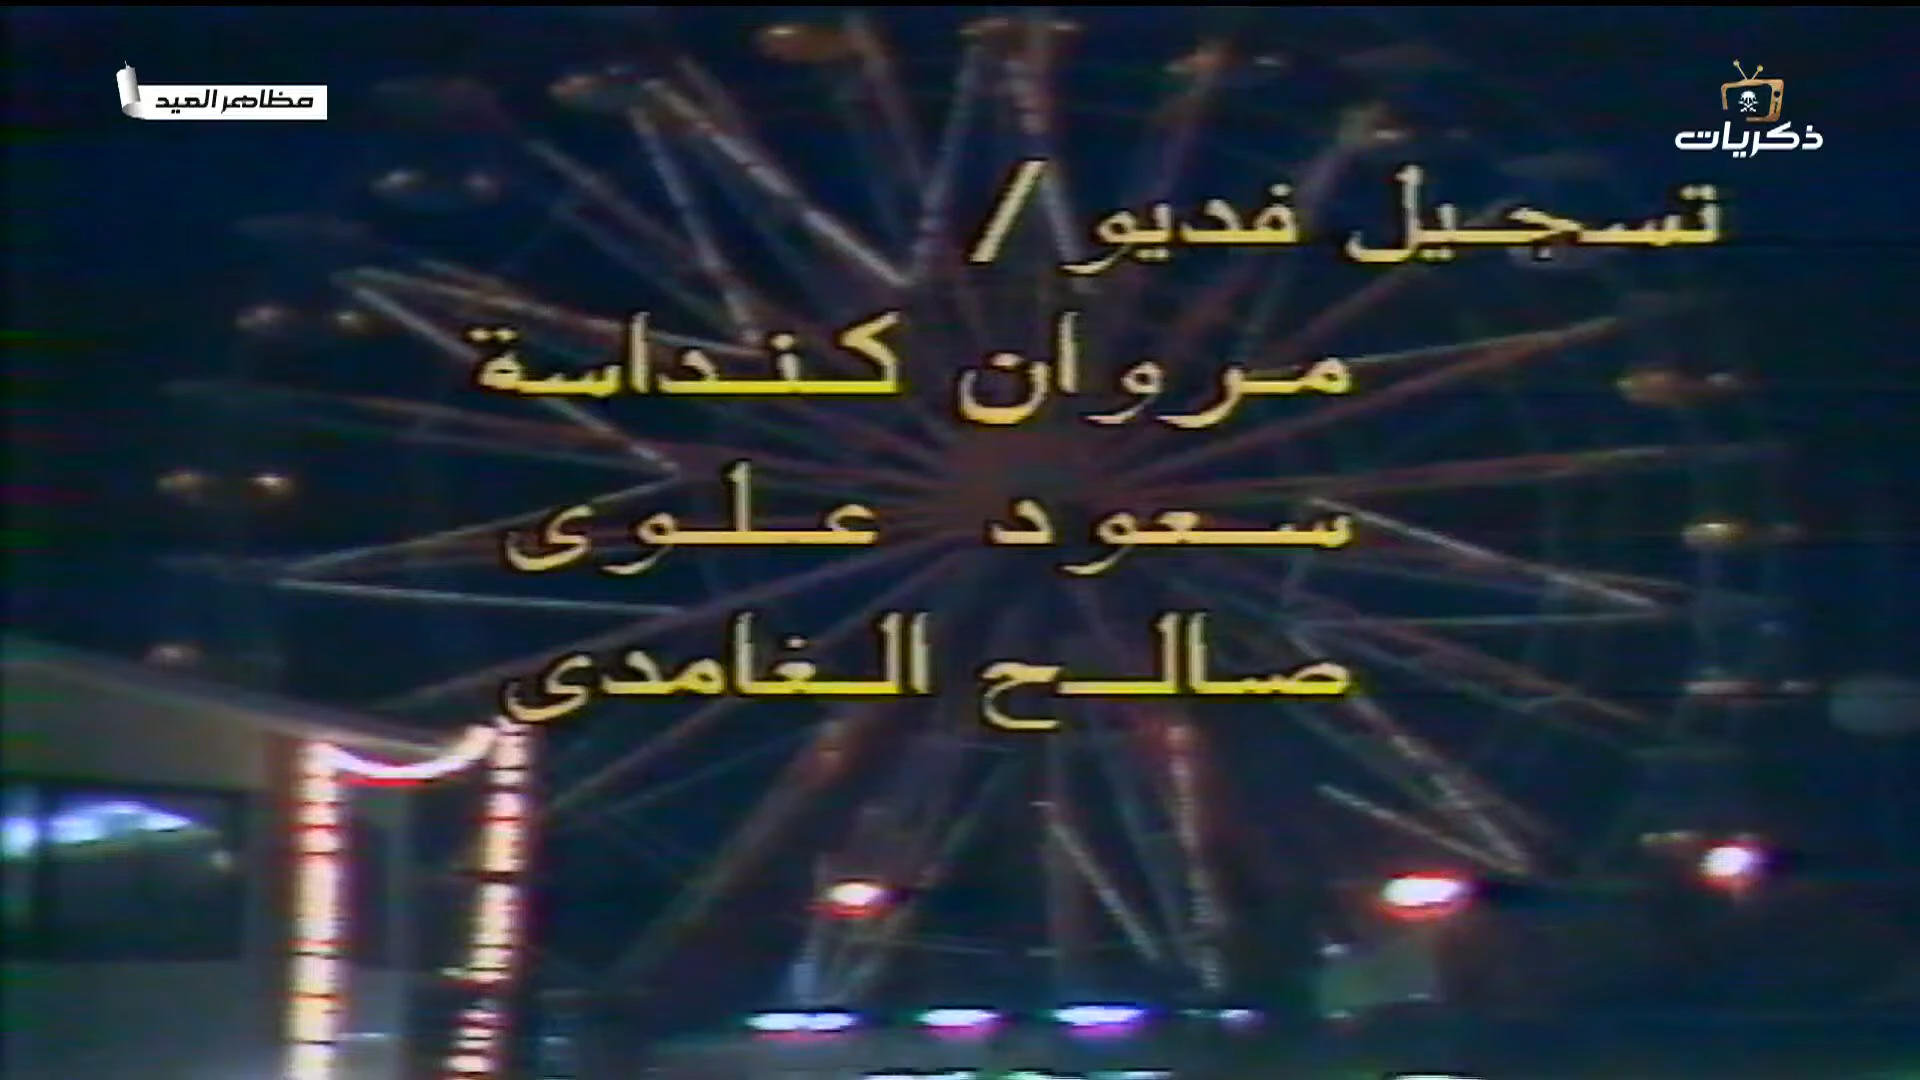 مظاهر العيد
ذكريات
تسجيل فديو/
مروان كنداسة
سعود علوى
صالح الغامدى